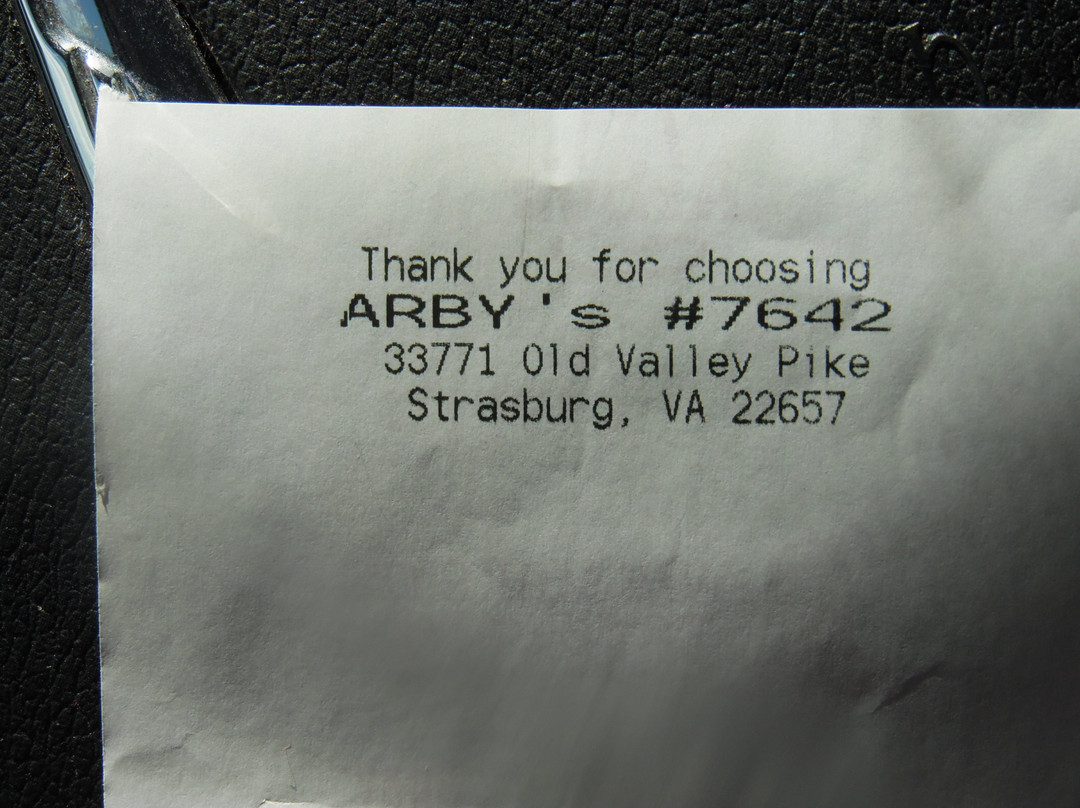 Thank you for choosing
ARBY's #7642
33771 Old Valley Pike
Strasburg, VA 22657